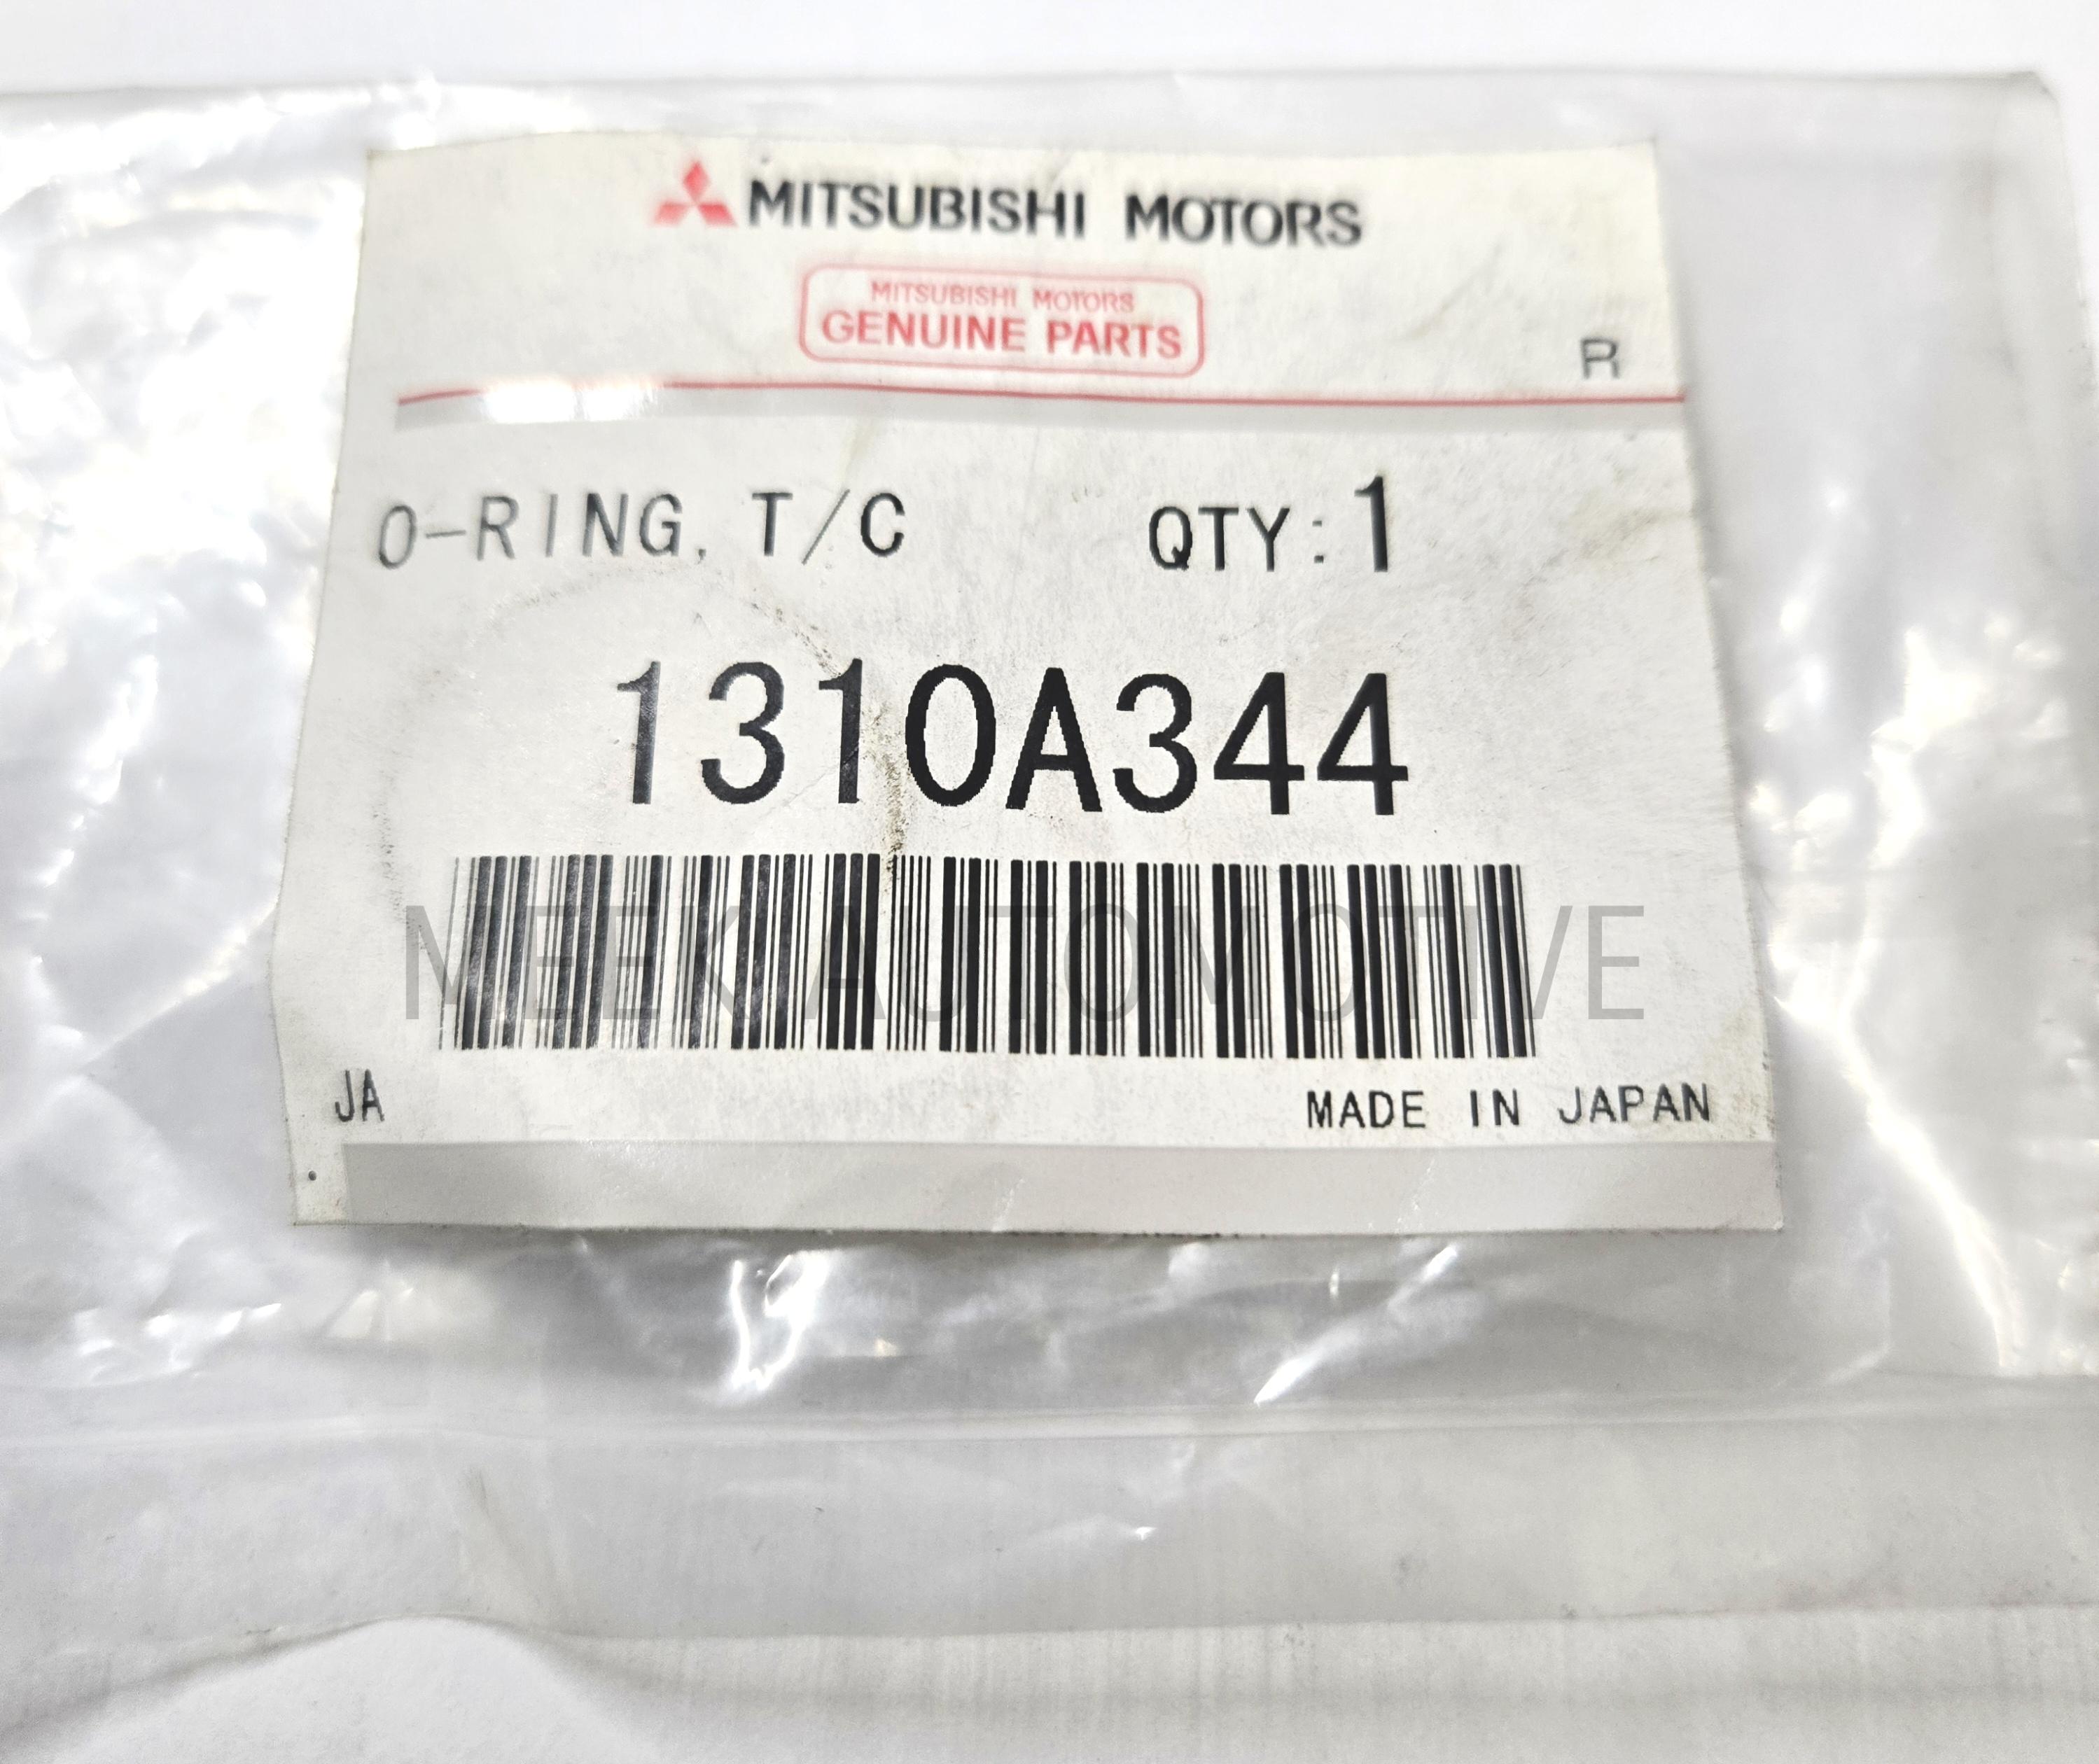 MITSUBISHI MOTORS
MITSUBISHI MOTORS
GENUINE PARTS
R
O-RING, T/C QTY:1
1310A344
MEEK AUTOMOTIVE
JA MADE IN JAPAN